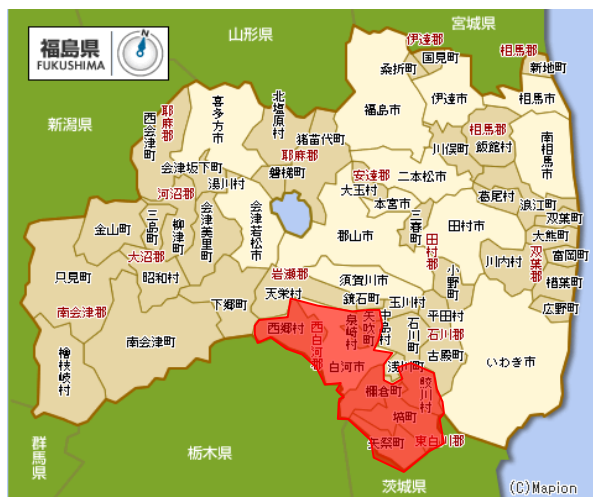 福島県
FUKUSHIMA
N
山形県
宮城県
新潟県
伊達郡
国見町
桑折町
相馬郡
新地町
相馬市
伊達市
福島市
喜多方市
北塩原村
猪苗代町
耶麻郡
西会津町
耶麻郡
磐梯町
会津坂下町
湯川村
河沼郡
相馬郡
飯舘村
川俣町
南相馬市
安達郡
二本松市
大玉村
本宮市
葛尾村
浪江町
双葉町
大熊町
富岡町
楢葉町
広野町
双葉郡
川内村
田村市
三春町
田村郡
小野町
郡山市
会津若松市
会津美里町
柳津町
三島町
金山町
大沼郡
昭和村
只見町
南会津郡
下郷町
南会津町
檜枝岐村
岩瀬郡
天栄村
須賀川市
鏡石町
玉川村
平田村
石川郡
石川町
古殿町
浅川町
中島村
矢吹町
泉崎村
西郷村
西白河郡
白河市
棚倉町
鮫川村
塙町
矢祭町
東白川郡
いわき市
群馬県
栃木県
茨城県
(C)Mapion